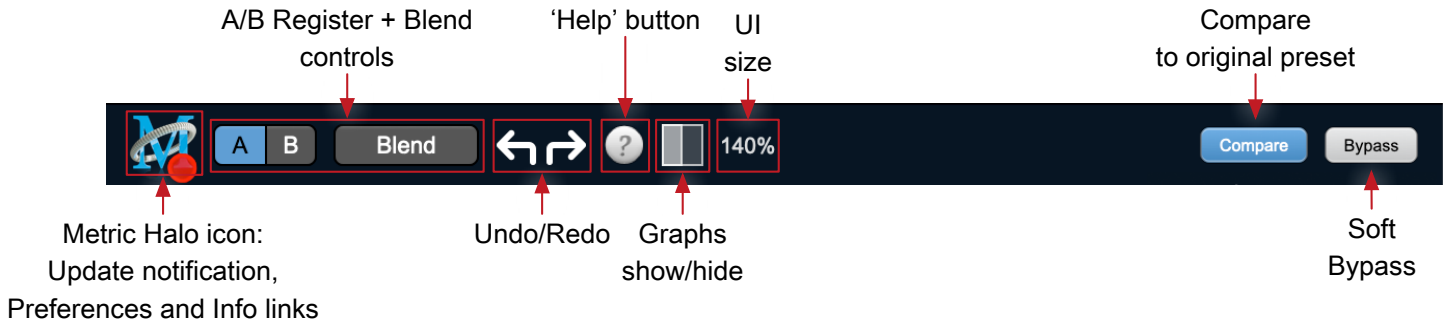 A/B Register + Blend
controls
‘Help’ button
UI
size
Compare
to original preset
A
B
Blend
?
140%
Compare
Bypass
Metric Halo icon:
Update notification,
Preferences and Info links
Undo/Redo
Graphs
show/hide
Soft
Bypass